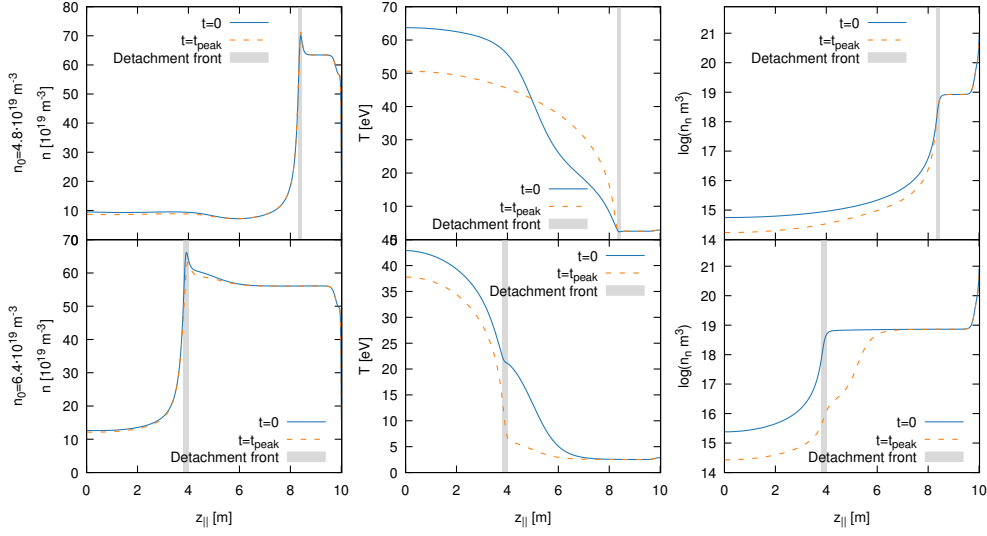 n₀=4.8·10¹⁹ m⁻³
n [10¹⁹ m⁻³]
70
60
50
40
30
20
10
0
t=0
t=t_peak
Detachment front
T [eV]
70
60
50
40
30
20
10
t=0
t=t_peak
Detachment front
log(n_n m³)
21
20
19
18
17
16
15
14
t=0
t=t_peak
Detachment front
n₀=6.4·10¹⁹ m⁻³
n [10¹⁹ m⁻³]
70
60
50
40
30
20
10
0
t=0
t=t_peak
Detachment front
0 2 4 6 8 10
z_|| [m]
T [eV]
45
40
35
30
25
20
15
10
5
0
t=0
t=t_peak
Detachment front
0 2 4 6 8 10
z_|| [m]
log(n_n m³)
21
20
19
18
17
16
15
14
t=0
t=t_peak
Detachment front
0 2 4 6 8 10
z_|| [m]